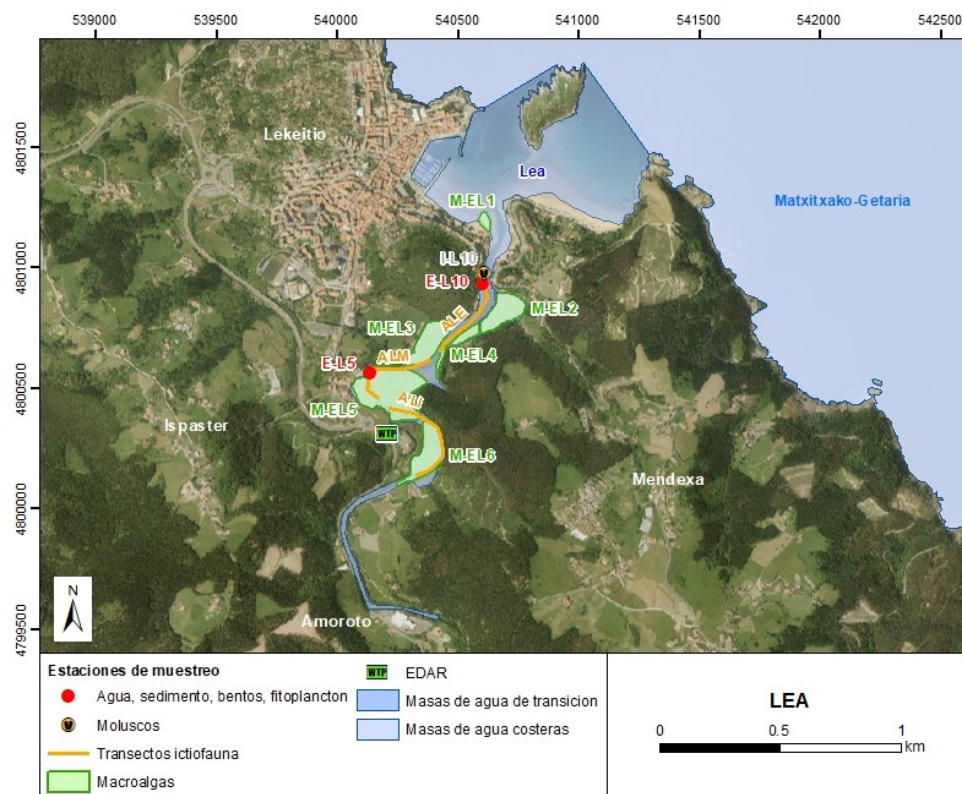 539000 539500 540000 540500 541000 541500 542000 542500
4801500
4801000
4800500
4800000
4799500
Lekeitio
Lea
Matxitxako-Getaria
M-EL1
I-L10
E-L10
M-EL2
M-EL3
ALE
M-EL4
ALM
E-L5
ALI
M-EL5
Ispaster
WTP
M-EL6
Mendexa
Amoroto
N
Estaciones de muestreo
Agua, sedimento, bentos, fitoplancton
Moluscos
Transectos ictiofauna
Macroalgas
WTP EDAR
Masas de agua de transicion
Masas de agua costeras
LEA
0 0.5 1
km